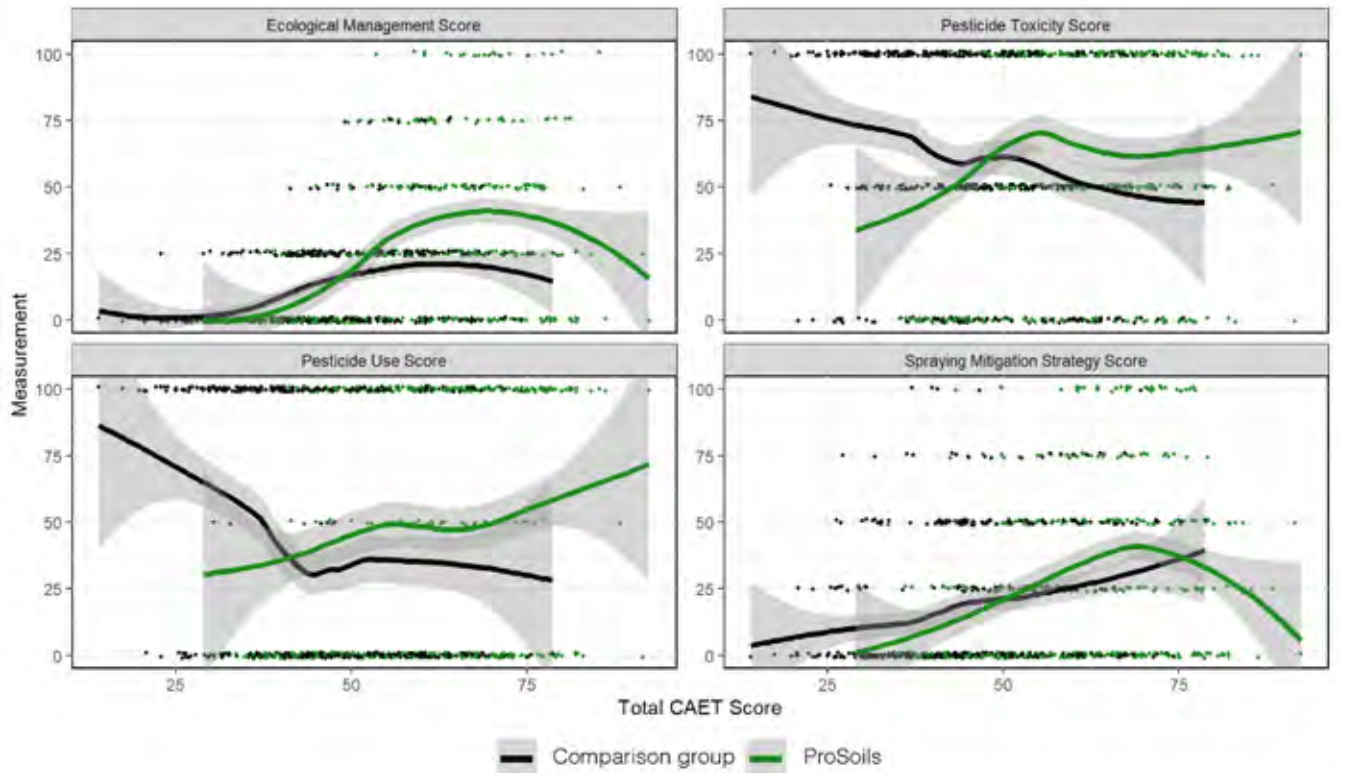 Ecological Management Score
Pesticide Toxicity Score
100
75
50
25
0
100
75
50
25
0
Pesticide Use Score
Spraying Mitigation Strategy Score
100
75
50
25
0
100
75
50
25
0
Measurement
25 50 75
25 50 75
Total CAET Score
Comparison group ProSoils